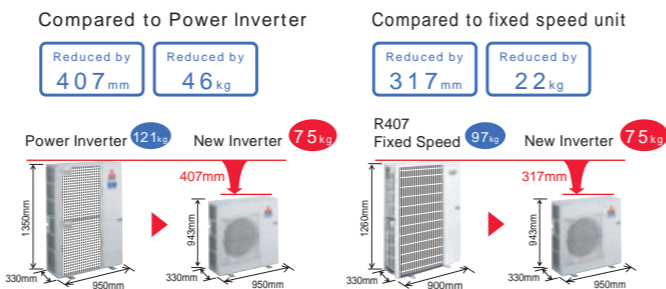 Compared to Power Inverter
Reduced by
407mm
Reduced by
46kg
Power Inverter 121kg
New Inverter 75kg
407mm
1350mm
943mm
330mm
950mm
330mm
950mm
Compared to fixed speed unit
Reduced by
317mm
Reduced by
22kg
R407
Fixed Speed 97kg
New Inverter 75kg
317mm
1260mm
943mm
330mm
900mm
330mm
950mm